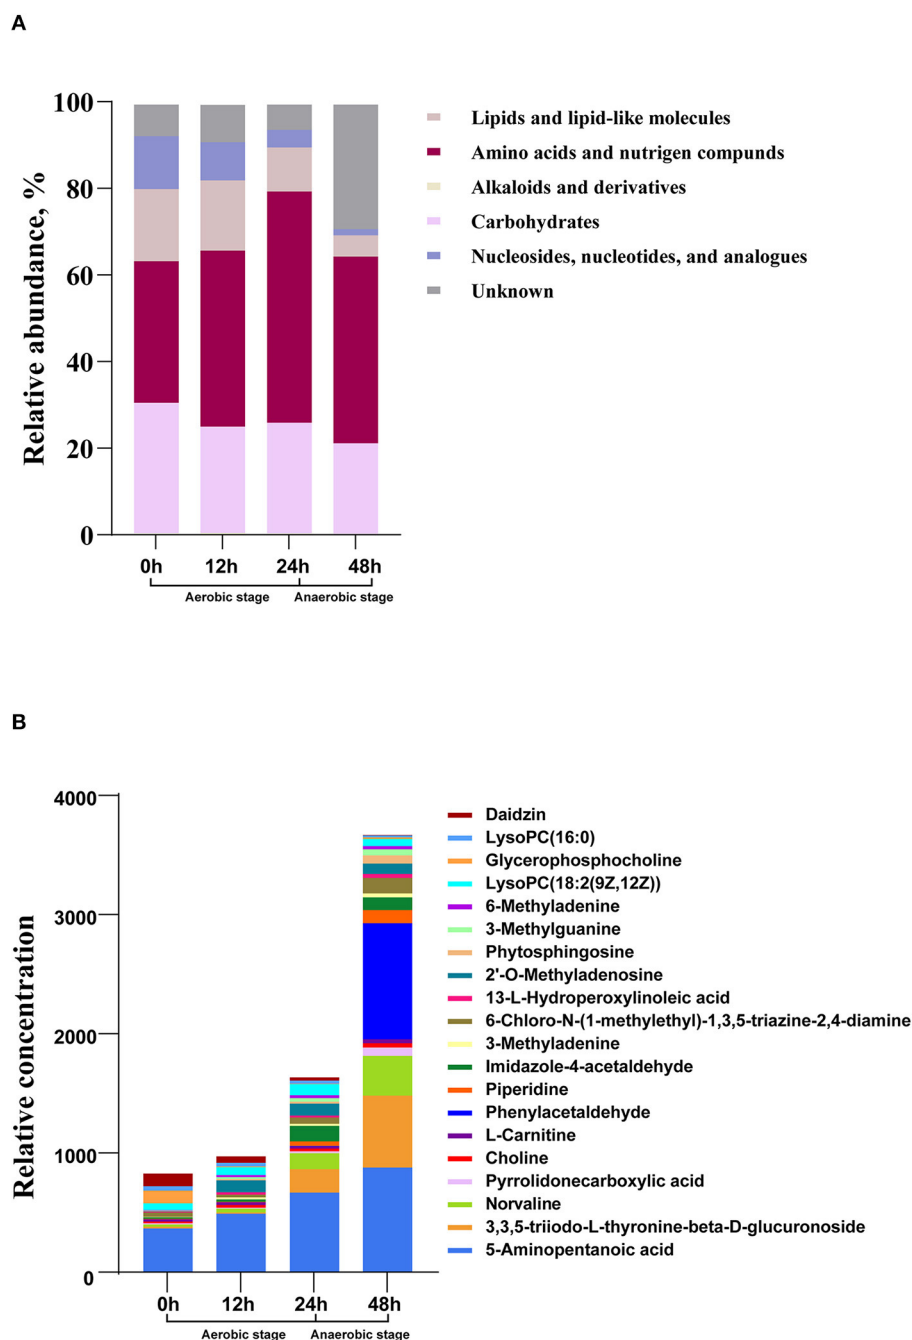 A
Relative abundance, %
100
80
60
40
20
0
0h 12h 24h 48h
Aerobic stage Anaerobic stage
Lipids and lipid-like molecules
Amino acids and nutrigen compunds
Alkaloids and derivatives
Carbohydrates
Nucleosides, nucleotides, and analogues
Unknown
B
Relative concentration
4000
3000
2000
1000
0
0h 12h 24h 48h
Aerobic stage Anaerobic stage
Daidzin
LysoPC(16:0)
Glycerophosphocholine
LysoPC(18:2(9Z,12Z))
6-Methyladenine
3-Methylguanine
Phytosphingosine
2'-O-Methyladenosine
13-L-Hydroperoxylinoleic acid
6-Chloro-N-(1-methylethyl)-1,3,5-triazine-2,4-diamine
3-Methyladenine
Imidazole-4-acetaldehyde
Piperidine
Phenylacetaldehyde
L-Carnitine
Choline
Pyrrolidonecarboxylic acid
Norvaline
3,3,5-triiodo-L-thyronine-beta-D-glucuronoside
5-Aminopentanoic acid